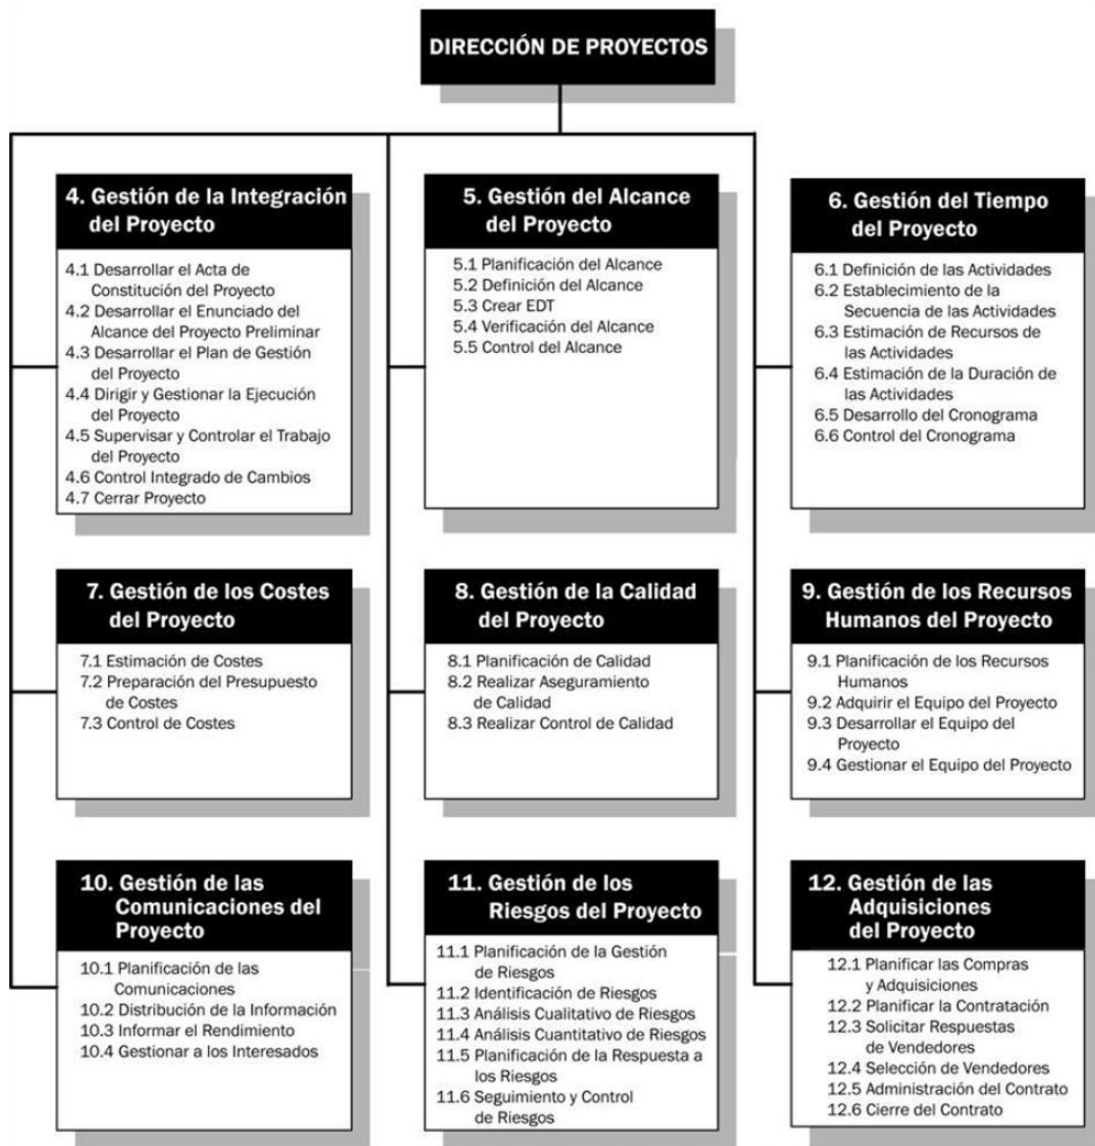 DIRECCIÓN DE PROYECTOS
4. Gestión de la Integración
del Proyecto
4.1 Desarrollar el Acta de
Constitución del Proyecto
4.2 Desarrollar el Enunciado del
Alcance del Proyecto Preliminar
4.3 Desarrollar el Plan de Gestión
del Proyecto
4.4 Dirigir y Gestionar la Ejecución
del Proyecto
4.5 Supervisar y Controlar el Trabajo
del Proyecto
4.6 Control Integrado de Cambios
4.7 Cerrar Proyecto
5. Gestión del Alcance
del Proyecto
5.1 Planificación del Alcance
5.2 Definición del Alcance
5.3 Crear EDT
5.4 Verificación del Alcance
5.5 Control del Alcance
6. Gestión del Tiempo
del Proyecto
6.1 Definición de las Actividades
6.2 Establecimiento de la
Secuencia de las Actividades
6.3 Estimación de Recursos de
las Actividades
6.4 Estimación de la Duración de
las Actividades
6.5 Desarrollo del Cronograma
6.6 Control del Cronograma
7. Gestión de los Costes
del Proyecto
7.1 Estimación de Costes
7.2 Preparación del Presupuesto
de Costes
7.3 Control de Costes
8. Gestión de la Calidad
del Proyecto
8.1 Planificación de Calidad
8.2 Realizar Aseguramiento
de Calidad
8.3 Realizar Control de Calidad
9. Gestión de los Recursos
Humanos del Proyecto
9.1 Planificación de los Recursos
Humanos
9.2 Adquirir el Equipo del Proyecto
9.3 Desarrollar el Equipo del
Proyecto
9.4 Gestionar el Equipo del Proyecto
10. Gestión de las
Comunicaciones del
Proyecto
10.1 Planificación de las
Comunicaciones
10.2 Distribución de la Información
10.3 Informar el Rendimiento
10.4 Gestionar a los Interesados
11. Gestión de los
Riesgos del Proyecto
11.1 Planificación de la Gestión
de Riesgos
11.2 Identificación de Riesgos
11.3 Análisis Cualitativo de Riesgos
11.4 Análisis Cuantitativo de Riesgos
11.5 Planificación de la Respuesta a
los Riesgos
11.6 Seguimiento y Control
de Riesgos
12. Gestión de las
Adquisiciones
del Proyecto
12.1 Planificar las Compras
y Adquisiciones
12.2 Planificar la Contratación
12.3 Solicitar Respuestas
de Vendedores
12.4 Selección de Vendedores
12.5 Administración del Contrato
12.6 Cierre del Contrato